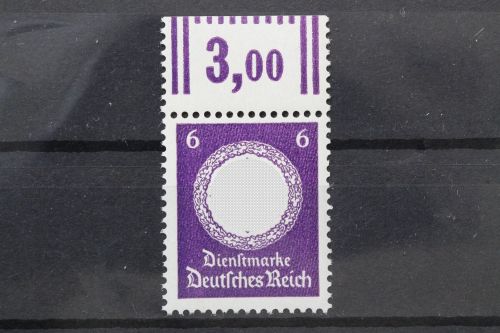 3,00
6 6
Dienstmarke
Deutsches Reich